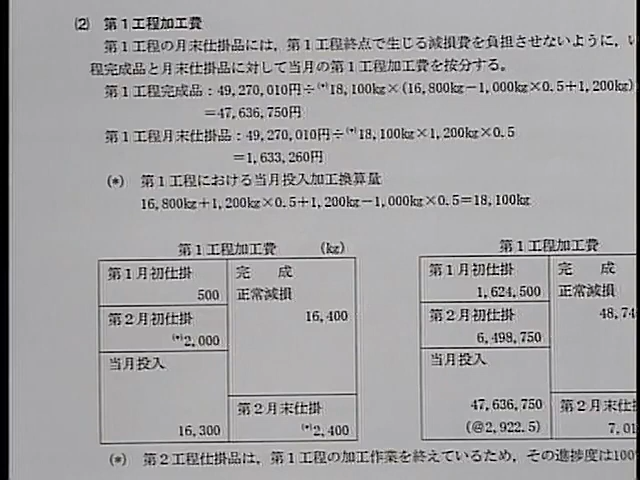 (2) 第1工程加工費
第1工程の月末仕掛品には，第1工程終点で生じる減損費を負担させないように，
程完成品と月末仕掛品に対して当月の第1工程加工費を按分する。
第1工程完成品：49,270,010円÷(*)18,100kg×(16,800kg－1,000kg×0.5＋1,200kg)
＝47,636,750円
第1工程月末仕掛品：49,270,010円÷(*)18,100kg×1,200kg×0.5
＝1,633,260円
(*) 第1工程における当月投入加工換算量
16,800kg＋1,200kg×0.5＋1,200kg－1,000kg×0.5＝18,100kg
第1工程加工費 (kg)
第1月初仕掛
500
第2月初仕掛
(*)2,000
当月投入
16,300
完 成
正常減損
16,400
第2月末仕掛
(*)2,400
第1工程加工費
第1月初仕掛
1,624,500
第2月初仕掛
6,498,750
当月投入
47,636,750
(@2,922.5)
完 成
正常減損
48,74
第2月末仕掛
7,01
(*) 第2工程仕掛品は，第1工程の加工作業を終えているため，その進捗度は100